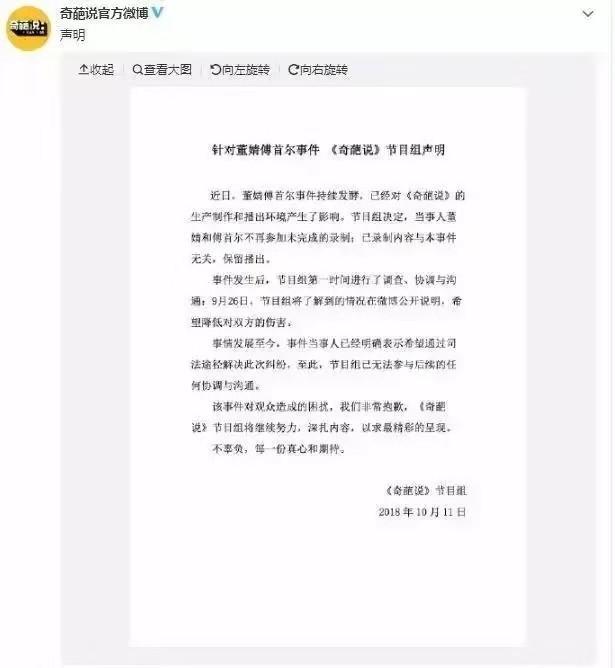 奇葩说官方微博
声明
收起 查看大图 向左旋转 向右旋转
针对董婧傅首尔事件 《奇葩说》节目组声明
近日，董婧傅首尔事件持续发酵，已经对《奇葩说》的
生产制作和播出环境产生了影响。节目组决定，当事人董
婧和傅首尔不再参加未完成的录制；已录制内容与本事件
无关，保留播出。
事件发生后，节目组第一时间进行了调查、协调与沟
通；9月26日，节目组将了解到的情况在微博公开说明，希
望降低对双方的伤害。
事情发展至今，事件当事人已经明确表示希望通过司
法途径解决此次纠纷，至此，节目组已无法参与后续的任
何协调与沟通。
该事件对观众造成的困扰，我们非常抱歉，《奇葩
说》节目组将继续努力，深扎内容，以求最精彩的呈现。
不辜负，每一份真心和期待。
《奇葩说》节目组
2018 年 10 月 11 日